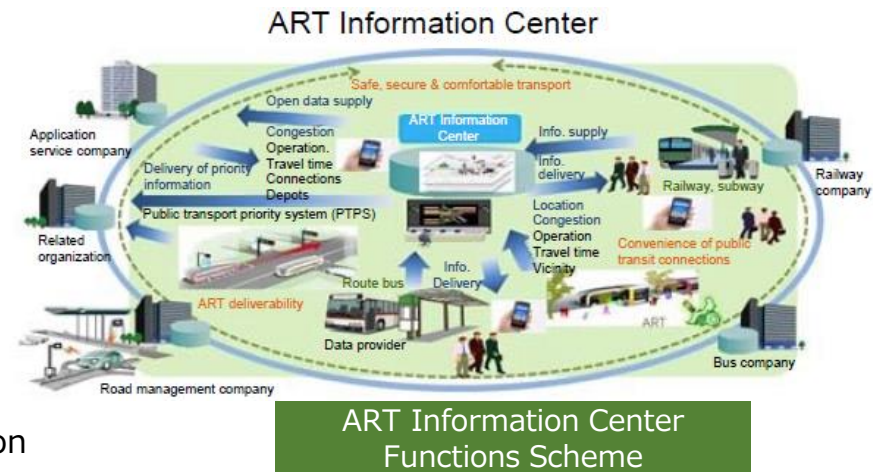 ART Information Center
Safe, secure & comfortable transport
Open data supply
ART Information
Center
Application
service company
Congestion
Operation.
Travel time
Connections
Depots
Info. supply
Info.
delivery
Railway, subway
Railway
company
Delivery of priority
information
Public transport priority system (PTPS)
Related
organization
Location
Congestion
Operation
Travel time
Vicinity
Convenience of public
transit connections
ART deliverability
Route bus
Info.
Delivery
Data provider
ART
Bus company
Road management company
on
ART Information Center
Functions Scheme